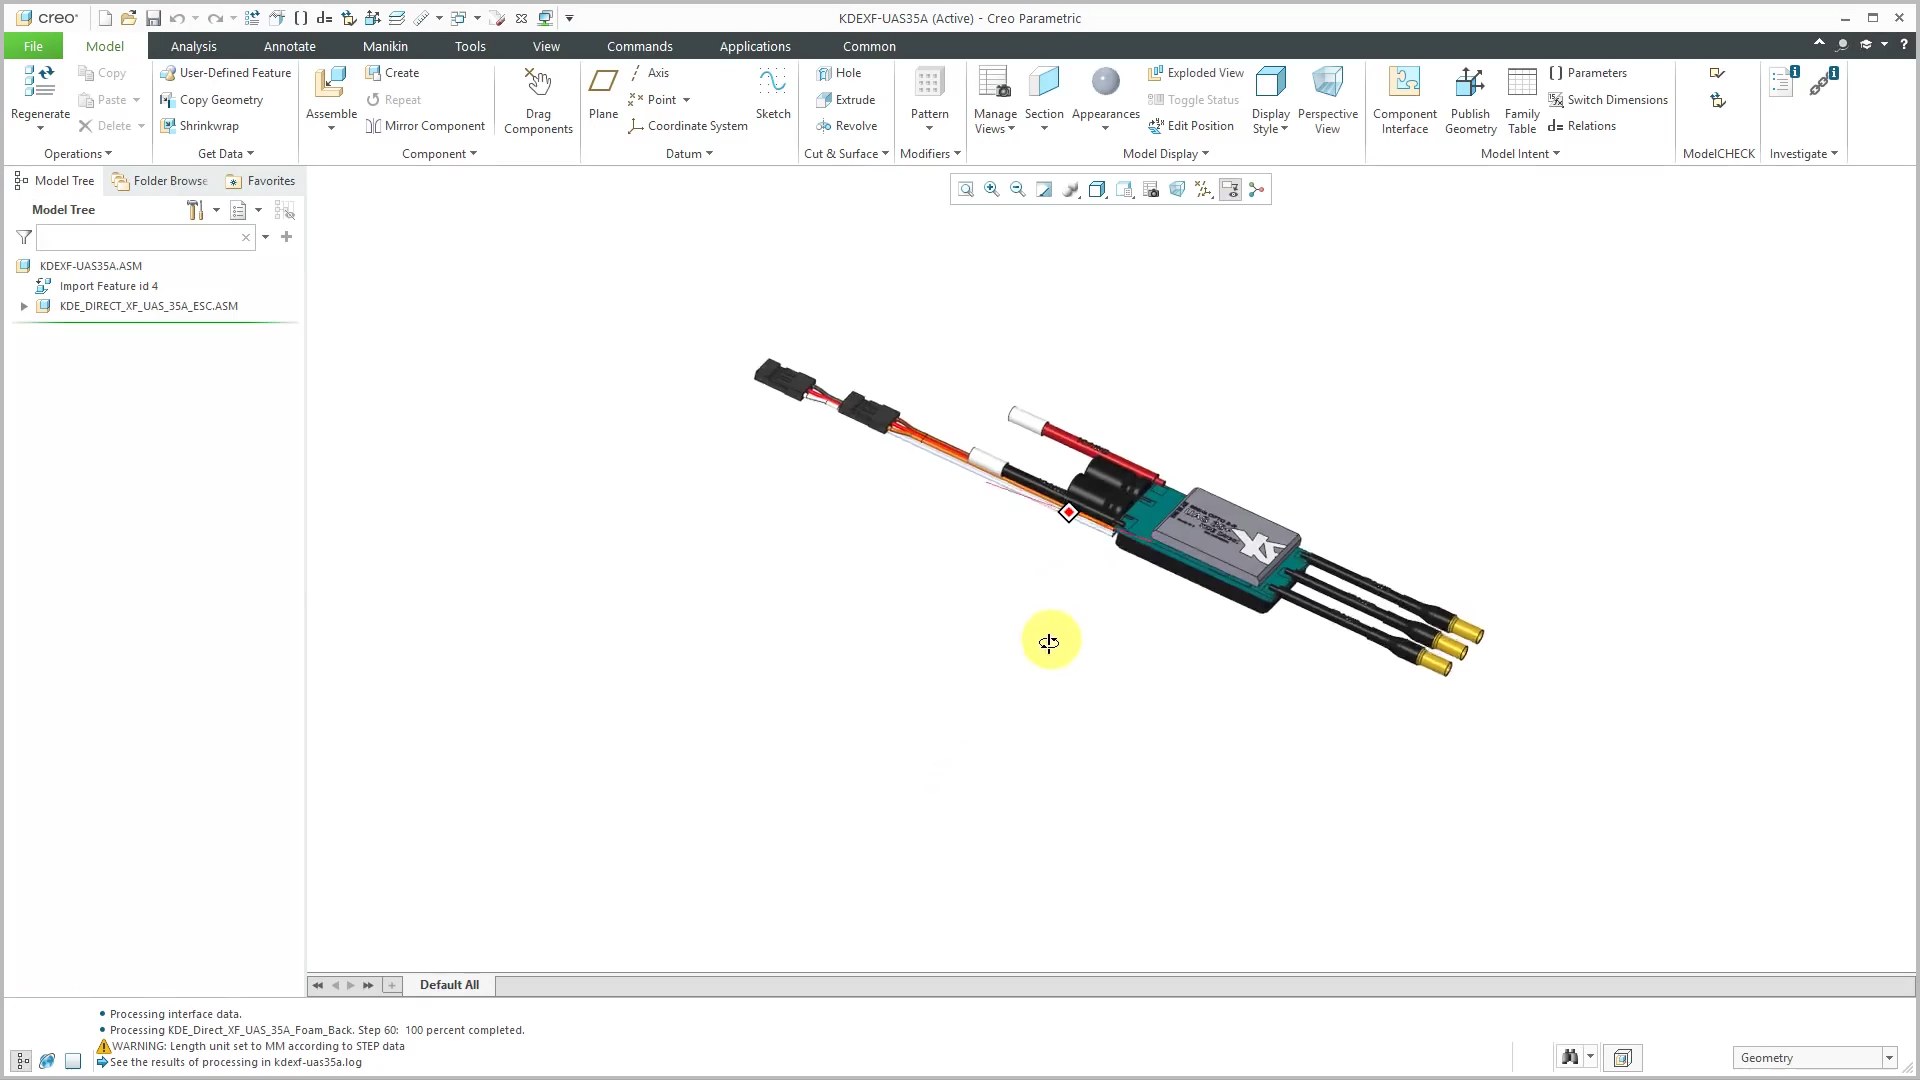 creo
KDEXF-UAS35A (Active) - Creo Parametric
File
Model
Analysis
Annotate
Manikin
Tools
View
Commands
Applications
Common
Regenerate
Copy
Paste
Delete
Operations
User-Defined Feature
Copy Geometry
Shrinkwrap
Get Data
Assemble
Create
Repeat
Mirror Component
Component
Drag
Components
Plane
Axis
Point
Coordinate System
Sketch
Datum
Hole
Extrude
Revolve
Cut & Surface
Pattern
Modifiers
Manage
Views
Section
Appearances
Exploded View
Toggle Status
Edit Position
Display
Style
Perspective
View
Model Display
Component
Interface
Publish
Geometry
Family
Table
Parameters
Switch Dimensions
Relations
Model Intent
ModelCHECK
Investigate
Model Tree
Folder Browse
Favorites
Model Tree
KDEXF-UAS35A.ASM
Import Feature id 4
KDE_DIRECT_XF_UAS_35A_ESC.ASM
Default All
Processing interface data.
Processing KDE_Direct_XF_UAS_35A_Foam_Back. Step 60: 100 percent completed.
WARNING: Length unit set to MM according to STEP data
See the results of processing in kdexf-uas35a.log
Geometry